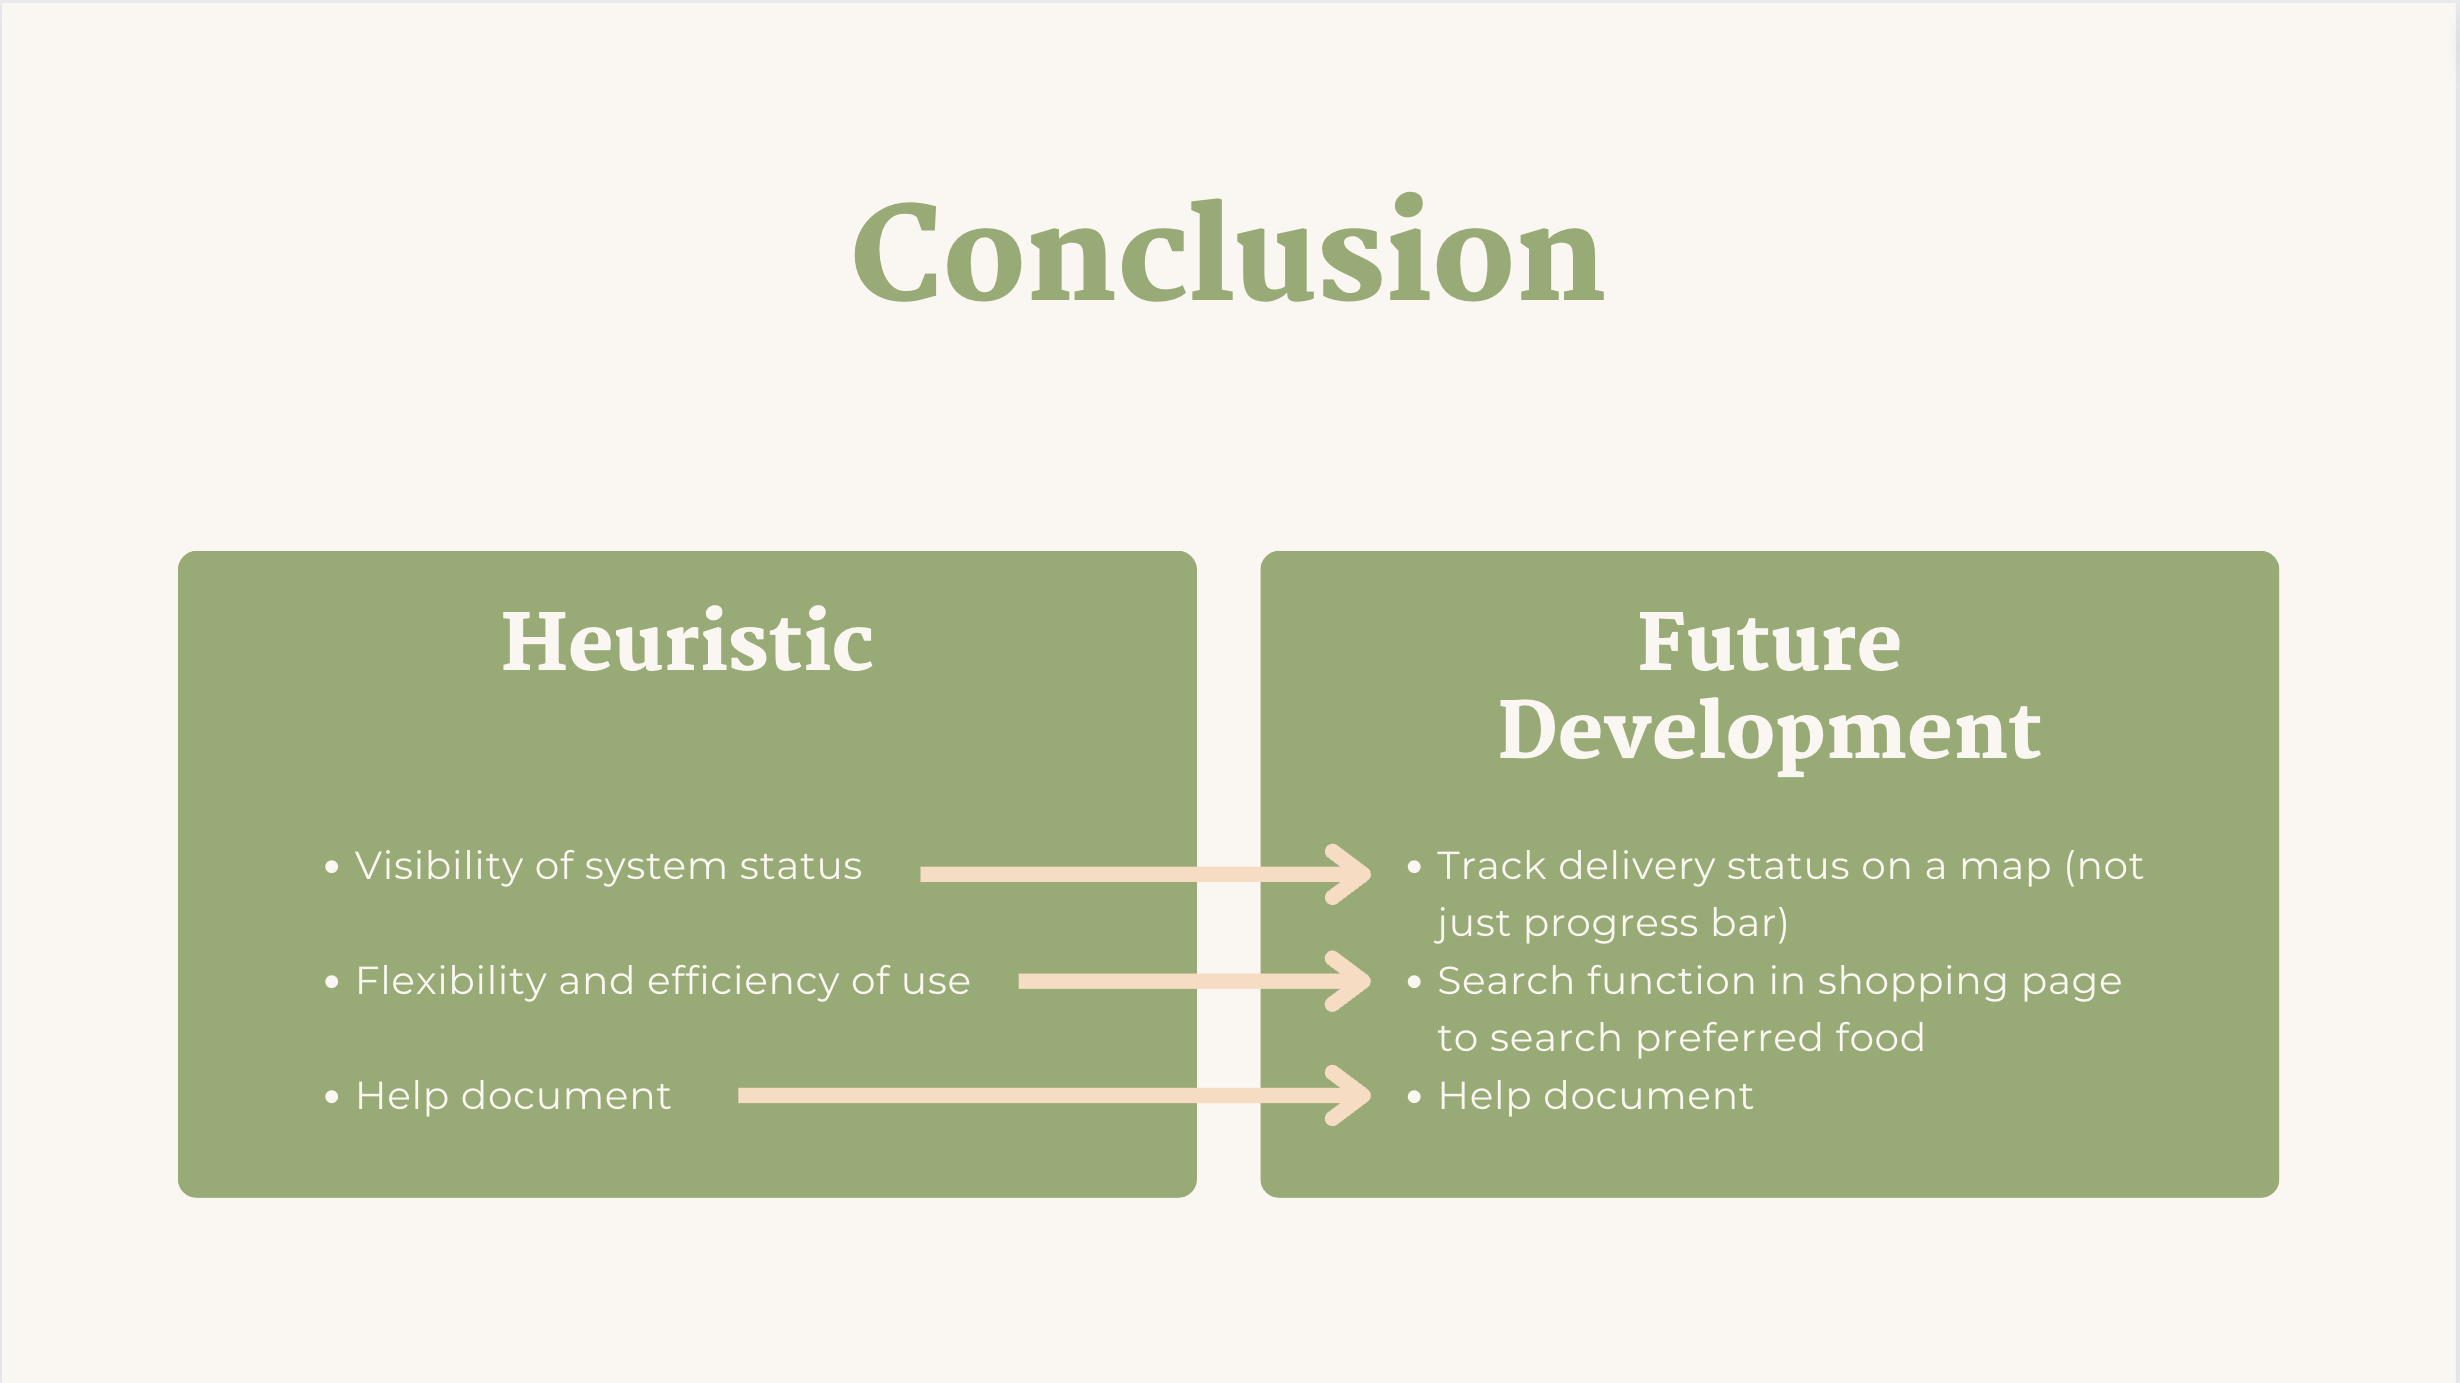 Conclusion
Heuristic
• Visibility of system status
• Flexibility and efficiency of use
• Help document
Future
Development
• Track delivery status on a map (not
just progress bar)
• Search function in shopping page
to search preferred food
• Help document